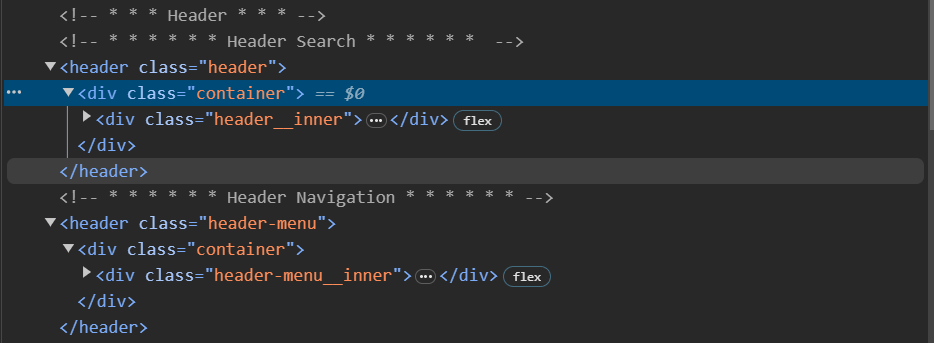 <!-- * * * Header * * * -->
<!-- * * * * * * Header Search * * * * * *  -->
<header class="header">
<div class="container"> == $0
<div class="header__inner">…</div> flex
</div>
</header>
<!-- * * * * * * Header Navigation * * * * * * -->
<header class="header-menu">
<div class="container">
<div class="header-menu__inner">…</div> flex
</div>
</header>